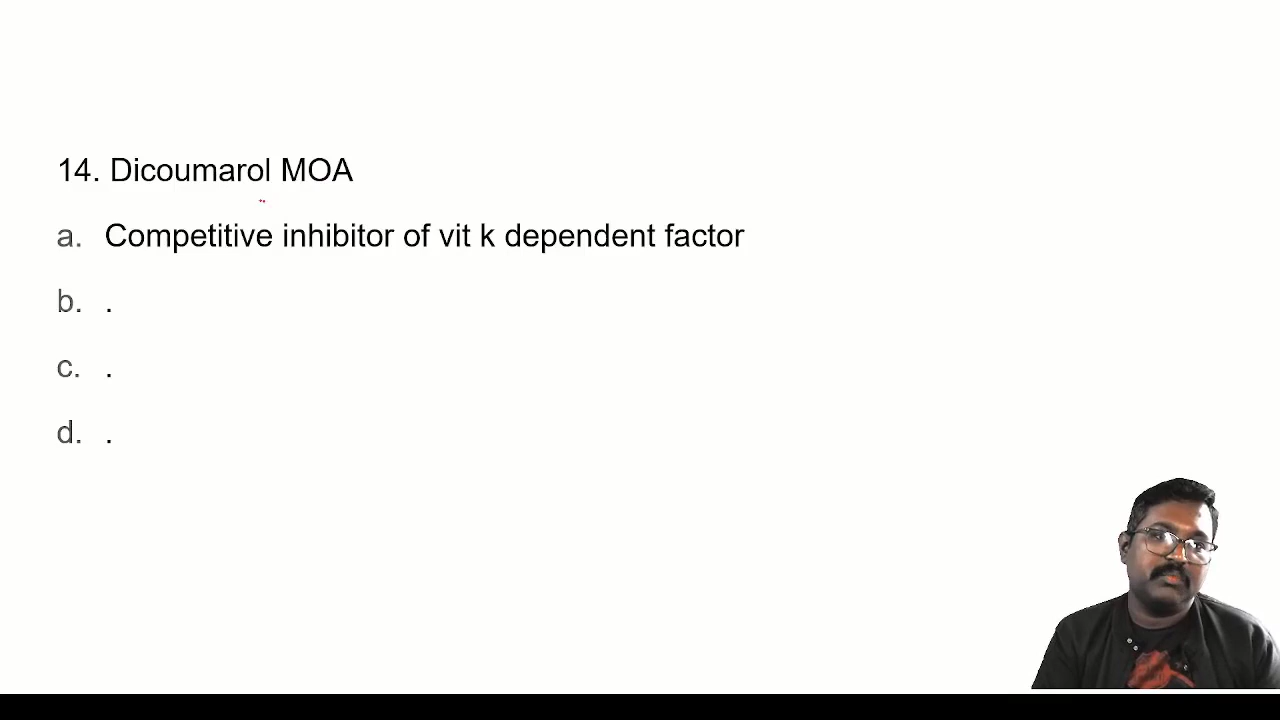 14. Dicoumarol MOA
a. Competitive inhibitor of vit k dependent factor
b. .
c. .
d. .